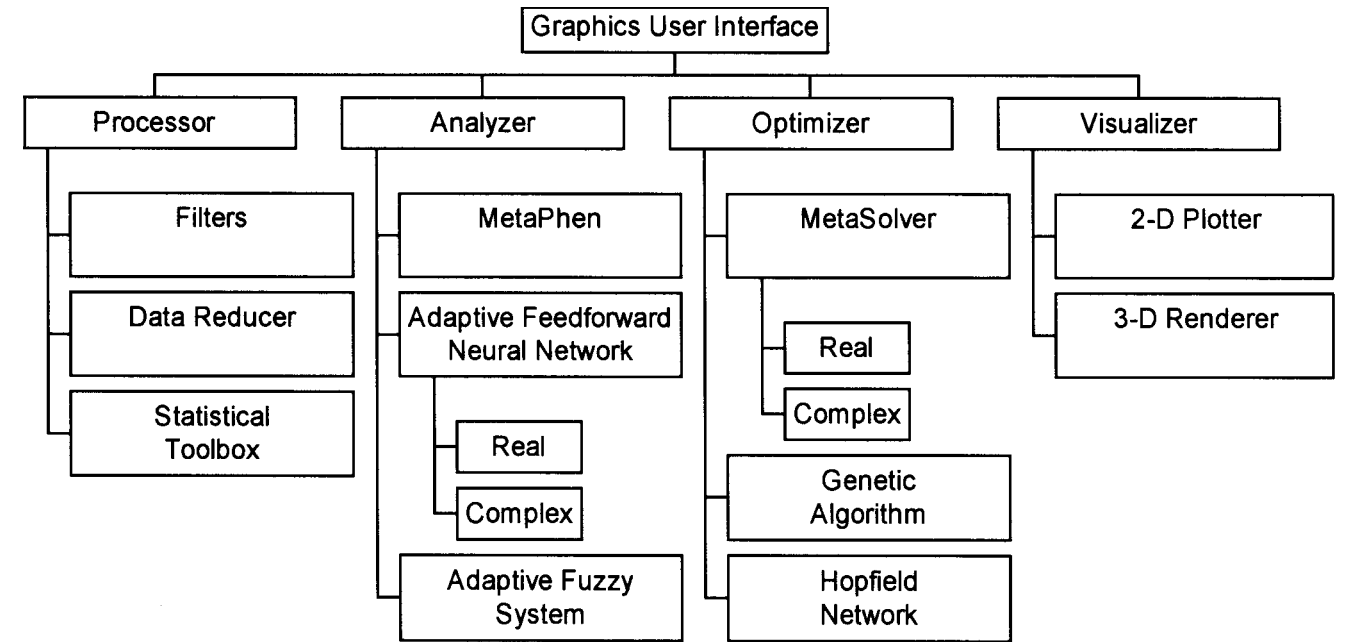 Graphics User Interface
Processor
Analyzer
Optimizer
Visualizer
Filters
Data Reducer
Statistical
Toolbox
MetaPhen
Adaptive Feedforward
Neural Network
Real
Complex
Adaptive Fuzzy
System
MetaSolver
Real
Complex
Genetic
Algorithm
Hopfield
Network
2-D Plotter
3-D Renderer